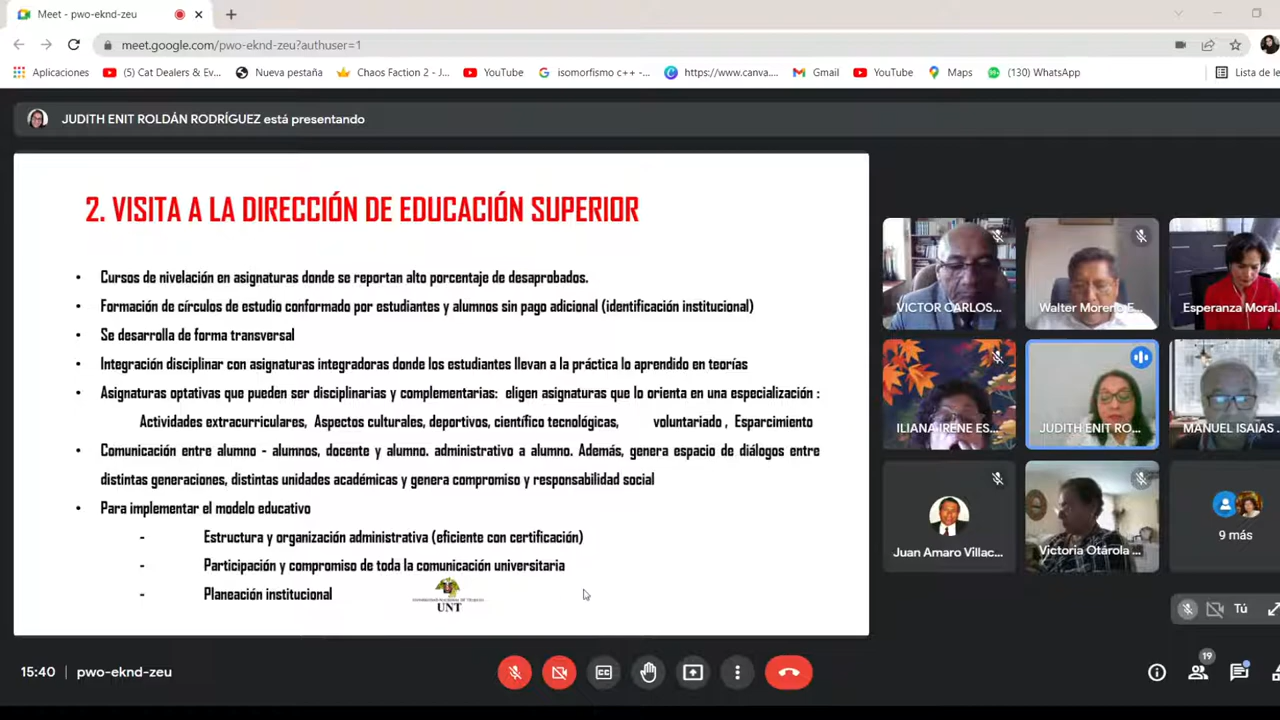 Meet - pwo-eknd-zeu
meet.google.com/pwo-eknd-zeu?authuser=1
Aplicaciones
(5) Cat Dealers & Ev...
Nueva pestaña
Chaos Faction 2 - J...
YouTube
isomorfismo c++ -...
https://www.canva....
Gmail
YouTube
Maps
(130) WhatsApp
Lista de le
JUDITH ENIT ROLDÁN RODRÍGUEZ está presentando
2. VISITA A LA DIRECCIÓN DE EDUCACIÓN SUPERIOR
• Cursos de nivelación en asignaturas donde se reportan alto porcentaje de desaprobados.
• Formación de círculos de estudio conformado por estudiantes y alumnos sin pago adicional (identificación institucional)
• Se desarrolla de forma transversal
• Integración disciplinar con asignaturas integradoras donde los estudiantes llevan a la práctica lo aprendido en teorías
• Asignaturas optativas que pueden ser disciplinarias y complementarias: eligen asignaturas que lo orienta en una especialización :
Actividades extracurriculares, Aspectos culturales, deportivos, científico tecnológicas, voluntariado , Esparcimiento
• Comunicación entre alumno - alumnos, docente y alumno. administrativo a alumno. Además, genera espacio de diálogos entre
distintas generaciones, distintas unidades académicas y genera compromiso y responsabilidad social
• Para implementar el modelo educativo
- Estructura y organización administrativa (eficiente con certificación)
- Participación y compromiso de toda la comunicación universitaria
- Planeación institucional
UNT
VICTOR CARLOS...
Walter Moreno E...
Esperanza Moral...
ILIANA IRENE ES...
JUDITH ENIT RO...
MANUEL ISAIAS ...
Juan Amaro Villac...
Victoria Otárola ...
9 más
Tú
15:40 | pwo-eknd-zeu
19